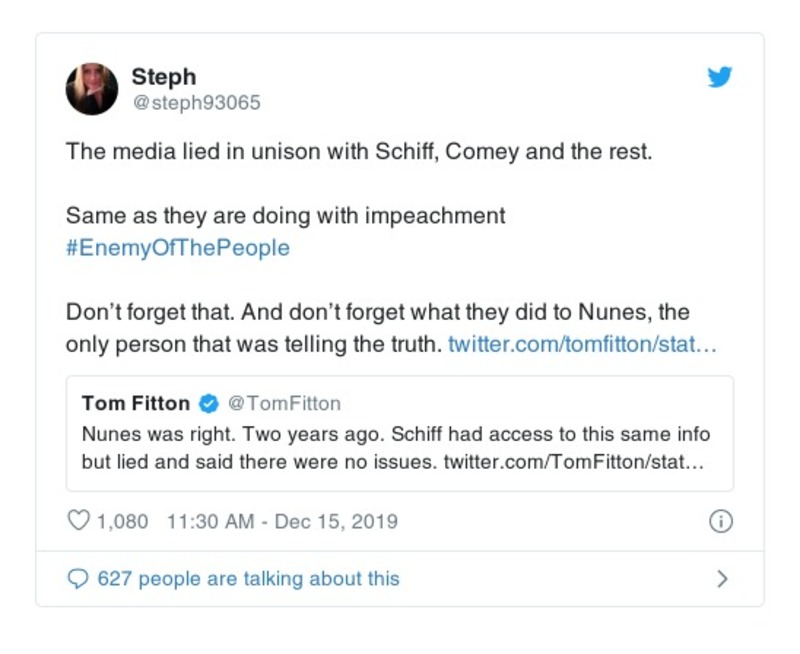 Steph
@steph93065
The media lied in unison with Schiff, Comey and the rest.
Same as they are doing with impeachment
#EnemyOfThePeople
Don't forget that. And don't forget what they did to Nunes, the
only person that was telling the truth. twitter.com/tomfitton/stat…
Tom Fitton @TomFitton
Nunes was right. Two years ago. Schiff had access to this same info
but lied and said there were no issues. twitter.com/TomFitton/stat…
1,080 11:30 AM - Dec 15, 2019
627 people are talking about this